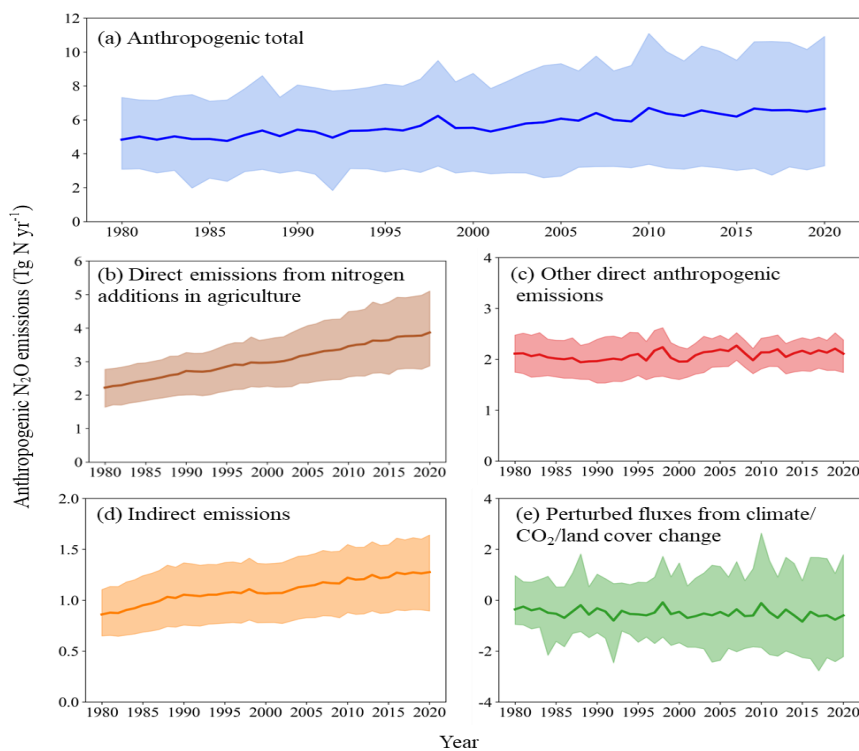 (a) Anthropogenic total
12
10
8
6
4
2
0
1980 1985 1990 1995 2000 2005 2010 2015 2020
Anthropogenic N₂O emissions (Tg N yr⁻¹)
(b) Direct emissions from nitrogen
additions in agriculture
6
5
4
3
2
1
0
1980 1985 1990 1995 2000 2005 2010 2015 2020
(c) Other direct anthropogenic
emissions
4
3
2
1
0
1980 1985 1990 1995 2000 2005 2010 2015 2020
(d) Indirect emissions
2.0
1.5
1.0
0.5
0.0
1980 1985 1990 1995 2000 2005 2010 2015 2020
(e) Perturbed fluxes from climate/
CO₂/land cover change
4
2
0
-2
-4
1980 1985 1990 1995 2000 2005 2010 2015 2020
Year